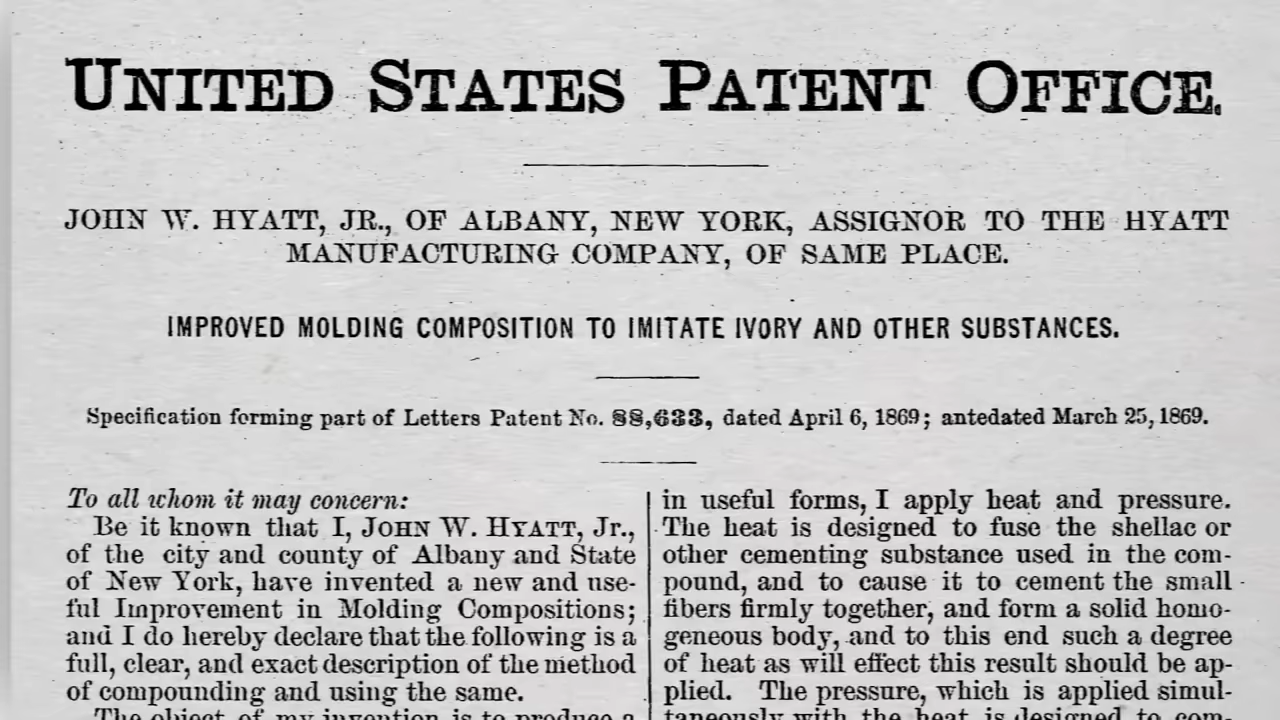 UNITED STATES PATENT OFFICE.
JOHN W. HYATT, JR., OF ALBANY, NEW YORK, ASSIGNOR TO THE HYATT
MANUFACTURING COMPANY, OF SAME PLACE.
IMPROVED MOLDING COMPOSITION TO IMITATE IVORY AND OTHER SUBSTANCES.
Specification forming part of Letters Patent No. 88,633, dated April 6, 1869; antedated March 25, 1869.
To all whom it may concern:
Be it known that I, JOHN W. HYATT, Jr.,
of the city and county of Albany and State
of New York, have invented a new and use-
ful Improvement in Molding Compositions;
and I do hereby declare that the following is a
full, clear, and exact description of the method
of compounding and using the same.
The object of my invention is to produce a
in useful forms, I apply heat and pressure.
The heat is designed to fuse the shellac or
other cementing substance used in the com-
pound, and to cause it to cement the small
fibers firmly together, and form a solid homo-
geneous body, and to this end such a degree
of heat as will effect this result should be ap-
plied. The pressure, which is applied simul-
taneously with the heat is designed to com-